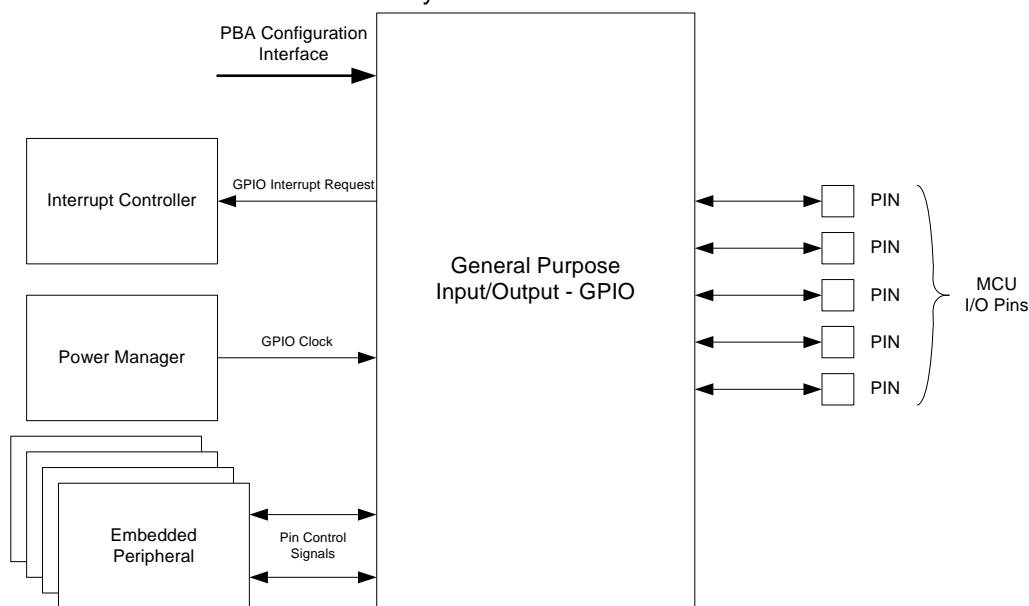 PBA Configuration
Interface
Interrupt Controller
GPIO Interrupt Request
General Purpose
Input/Output - GPIO
PIN
PIN
PIN
PIN
PIN
MCU
I/O Pins
Power Manager
GPIO Clock
Embedded
Peripheral
Pin Control
Signals